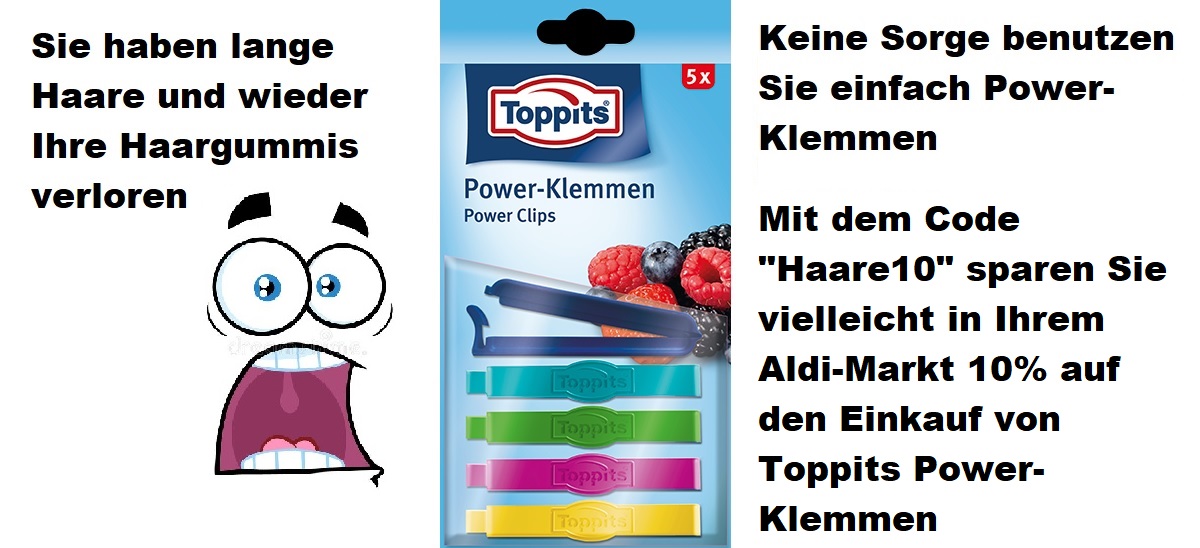 Sie haben lange
Haare und wieder
Ihre Haargummis
verloren
5x
Toppits®
Power-Klemmen
Power Clips
Toppits
Toppits
Toppits
Toppits
Keine Sorge benutzen
Sie einfach Power-
Klemmen
Mit dem Code
"Haare10" sparen Sie
vielleicht in Ihrem
Aldi-Markt 10% auf
den Einkauf von
Toppits Power-
Klemmen